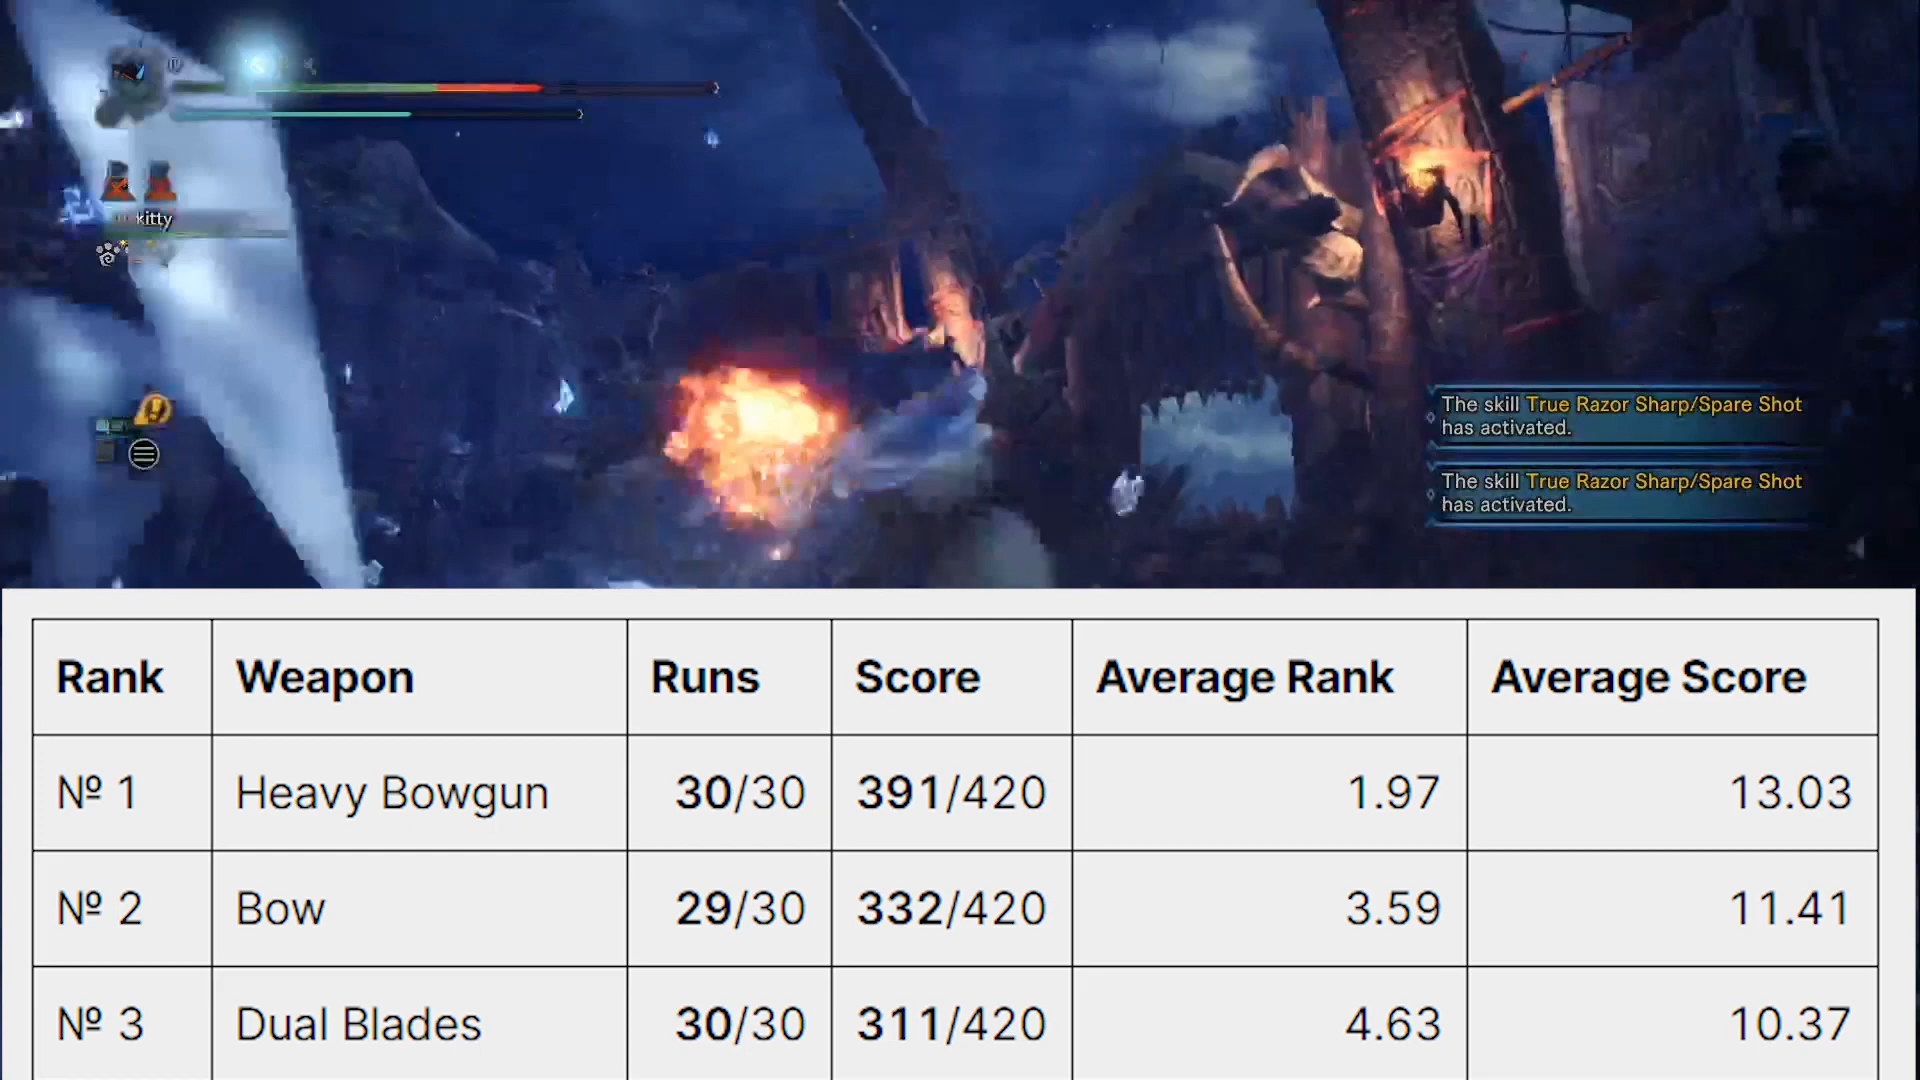 kitty
The skill True Razor Sharp/Spare Shot
has activated.
The skill True Razor Sharp/Spare Shot
has activated.
Rank Weapon Runs Score Average Rank Average Score
№ 1 Heavy Bowgun 30/30 391/420 1.97 13.03
№ 2 Bow 29/30 332/420 3.59 11.41
№ 3 Dual Blades 30/30 311/420 4.63 10.37